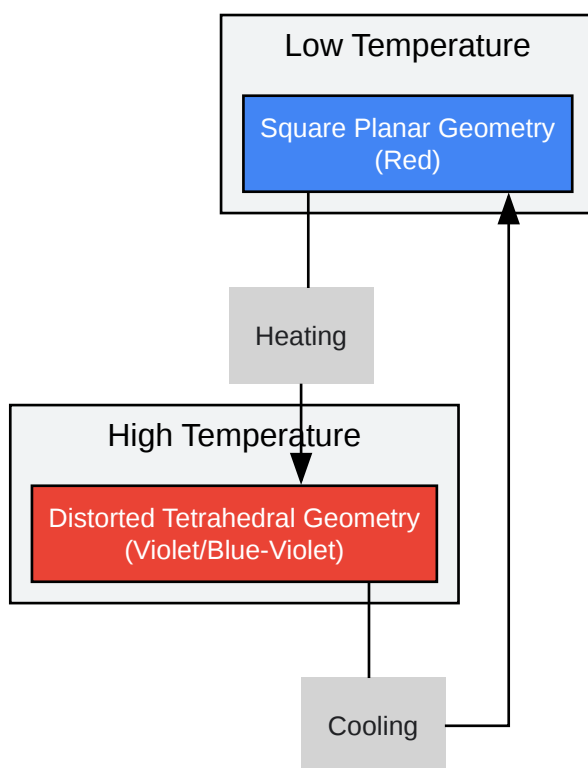 Low Temperature
Square Planar Geometry
(Red)
Heating
High Temperature
Distorted Tetrahedral Geometry
(Violet/Blue-Violet)
Cooling